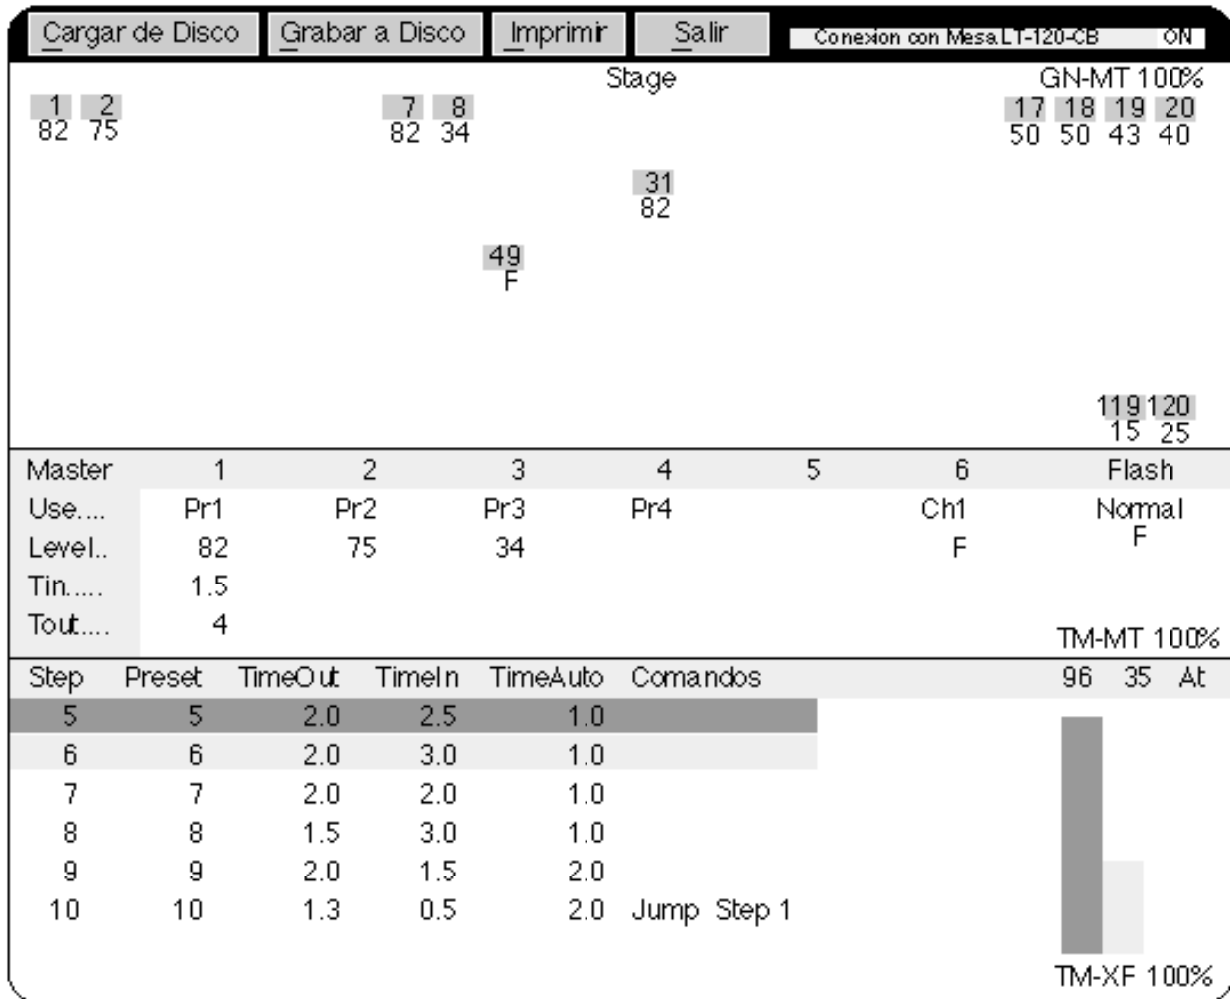 Cargar de Disco Grabar a Disco Imprimir Salir Conexion con Mesa LT-120-CB ON
Stage GN-MT 100%
1 2 7 8 17 18 19 20
82 75 82 34 50 50 43 40
31
82
49
F
119 120
15 25
Master 1 2 3 4 5 6 Flash
Use.... Pr1 Pr2 Pr3 Pr4 Ch1 Normal
Level.. 82 75 34 F F
Tin..... 1.5
Tout.... 4
TM-MT 100%
Step Preset TimeOut TimeIn TimeAuto Comandos 96 35 At
5 5 2.0 2.5 1.0
6 6 2.0 3.0 1.0
7 7 2.0 2.0 1.0
8 8 1.5 3.0 1.0
9 9 2.0 1.5 2.0
10 10 1.3 0.5 2.0 Jump Step 1
TM-XF 100%